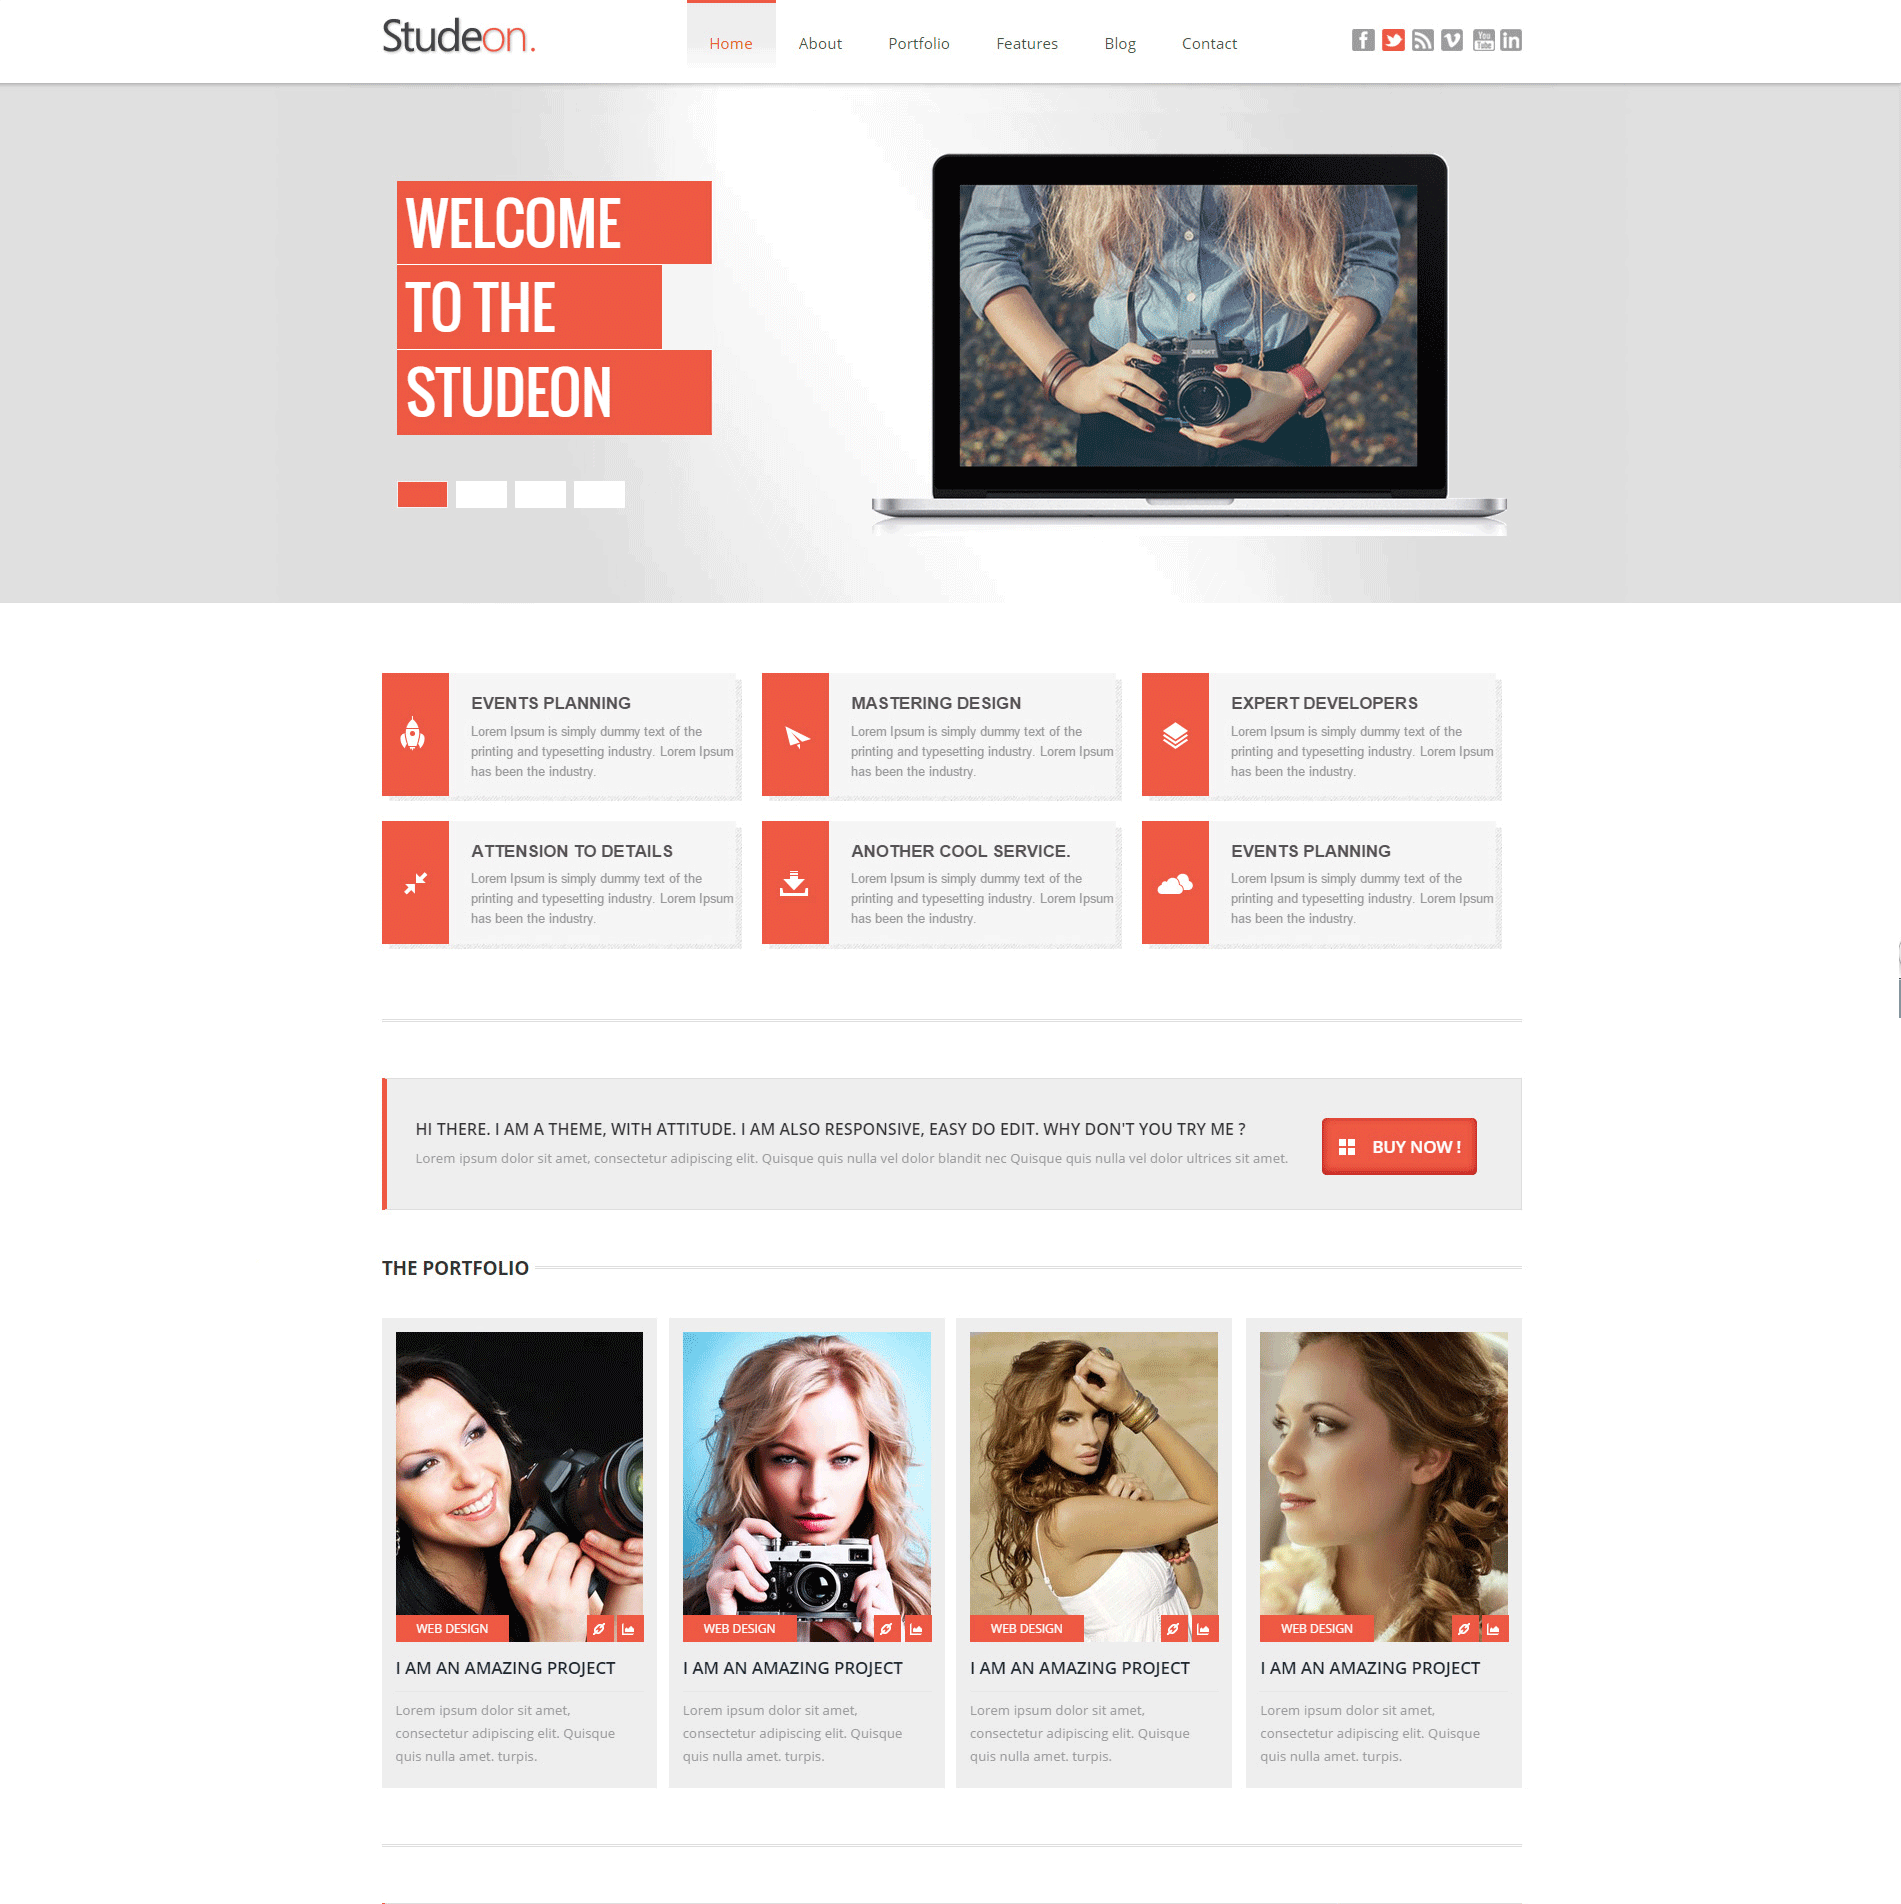 Studeon.
Home About Portfolio Features Blog Contact
You Tube
WELCOME
TO THE
STUDEON
EVENTS PLANNING
Lorem Ipsum is simply dummy text of the
printing and typesetting industry. Lorem Ipsum
has been the industry.
MASTERING DESIGN
Lorem Ipsum is simply dummy text of the
printing and typesetting industry. Lorem Ipsum
has been the industry.
EXPERT DEVELOPERS
Lorem Ipsum is simply dummy text of the
printing and typesetting industry. Lorem Ipsum
has been the industry.
ATTENSION TO DETAILS
Lorem Ipsum is simply dummy text of the
printing and typesetting industry. Lorem Ipsum
has been the industry.
ANOTHER COOL SERVICE.
Lorem Ipsum is simply dummy text of the
printing and typesetting industry. Lorem Ipsum
has been the industry.
EVENTS PLANNING
Lorem Ipsum is simply dummy text of the
printing and typesetting industry. Lorem Ipsum
has been the industry.
HI THERE. I AM A THEME, WITH ATTITUDE. I AM ALSO RESPONSIVE, EASY DO EDIT. WHY DON'T YOU TRY ME ?
Lorem ipsum dolor sit amet, consectetur adipiscing elit. Quisque quis nulla vel dolor blandit nec Quisque quis nulla vel dolor ultrices sit amet.
BUY NOW !
THE PORTFOLIO
WEB DESIGN
I AM AN AMAZING PROJECT
Lorem ipsum dolor sit amet,
consectetur adipiscing elit. Quisque
quis nulla amet. turpis.
WEB DESIGN
I AM AN AMAZING PROJECT
Lorem ipsum dolor sit amet,
consectetur adipiscing elit. Quisque
quis nulla amet. turpis.
WEB DESIGN
I AM AN AMAZING PROJECT
Lorem ipsum dolor sit amet,
consectetur adipiscing elit. Quisque
quis nulla amet. turpis.
WEB DESIGN
I AM AN AMAZING PROJECT
Lorem ipsum dolor sit amet,
consectetur adipiscing elit. Quisque
quis nulla amet. turpis.